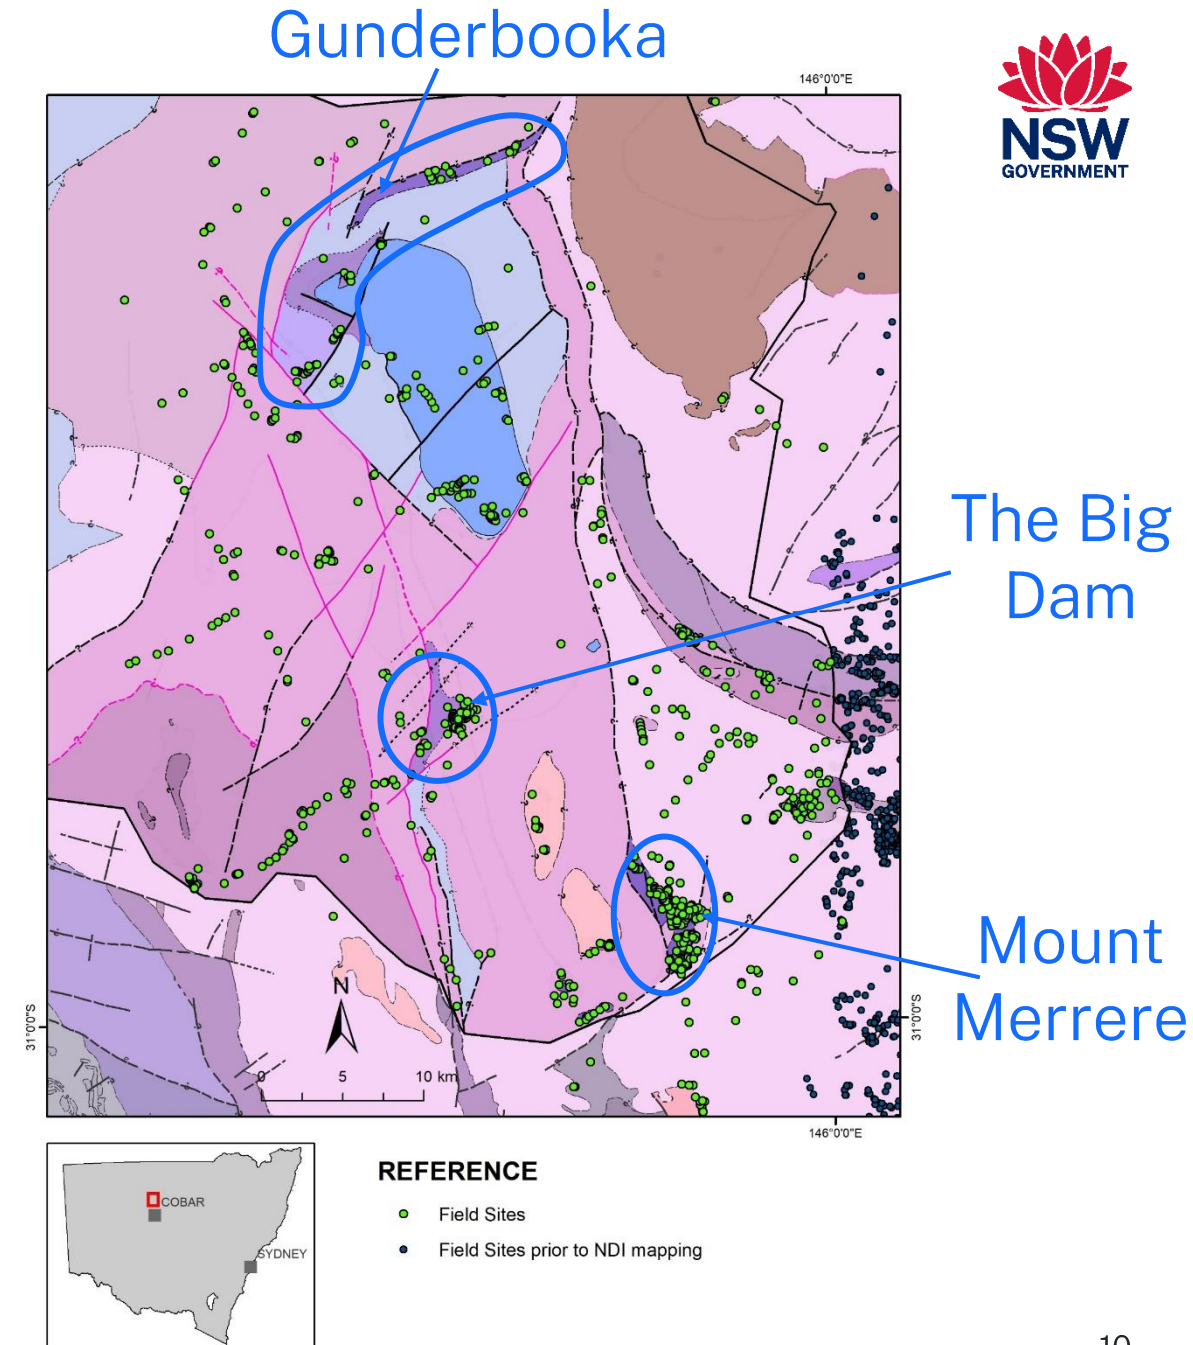 Gunderbooka
NSW
GOVERNMENT
146°0'0"E
The Big
Dam
Mount
Merrere
N
0 5 10 km
31°0'0"S
31°0'0"S
146°0'0"E
COBAR
SYDNEY
REFERENCE
Field Sites
Field Sites prior to NDI mapping